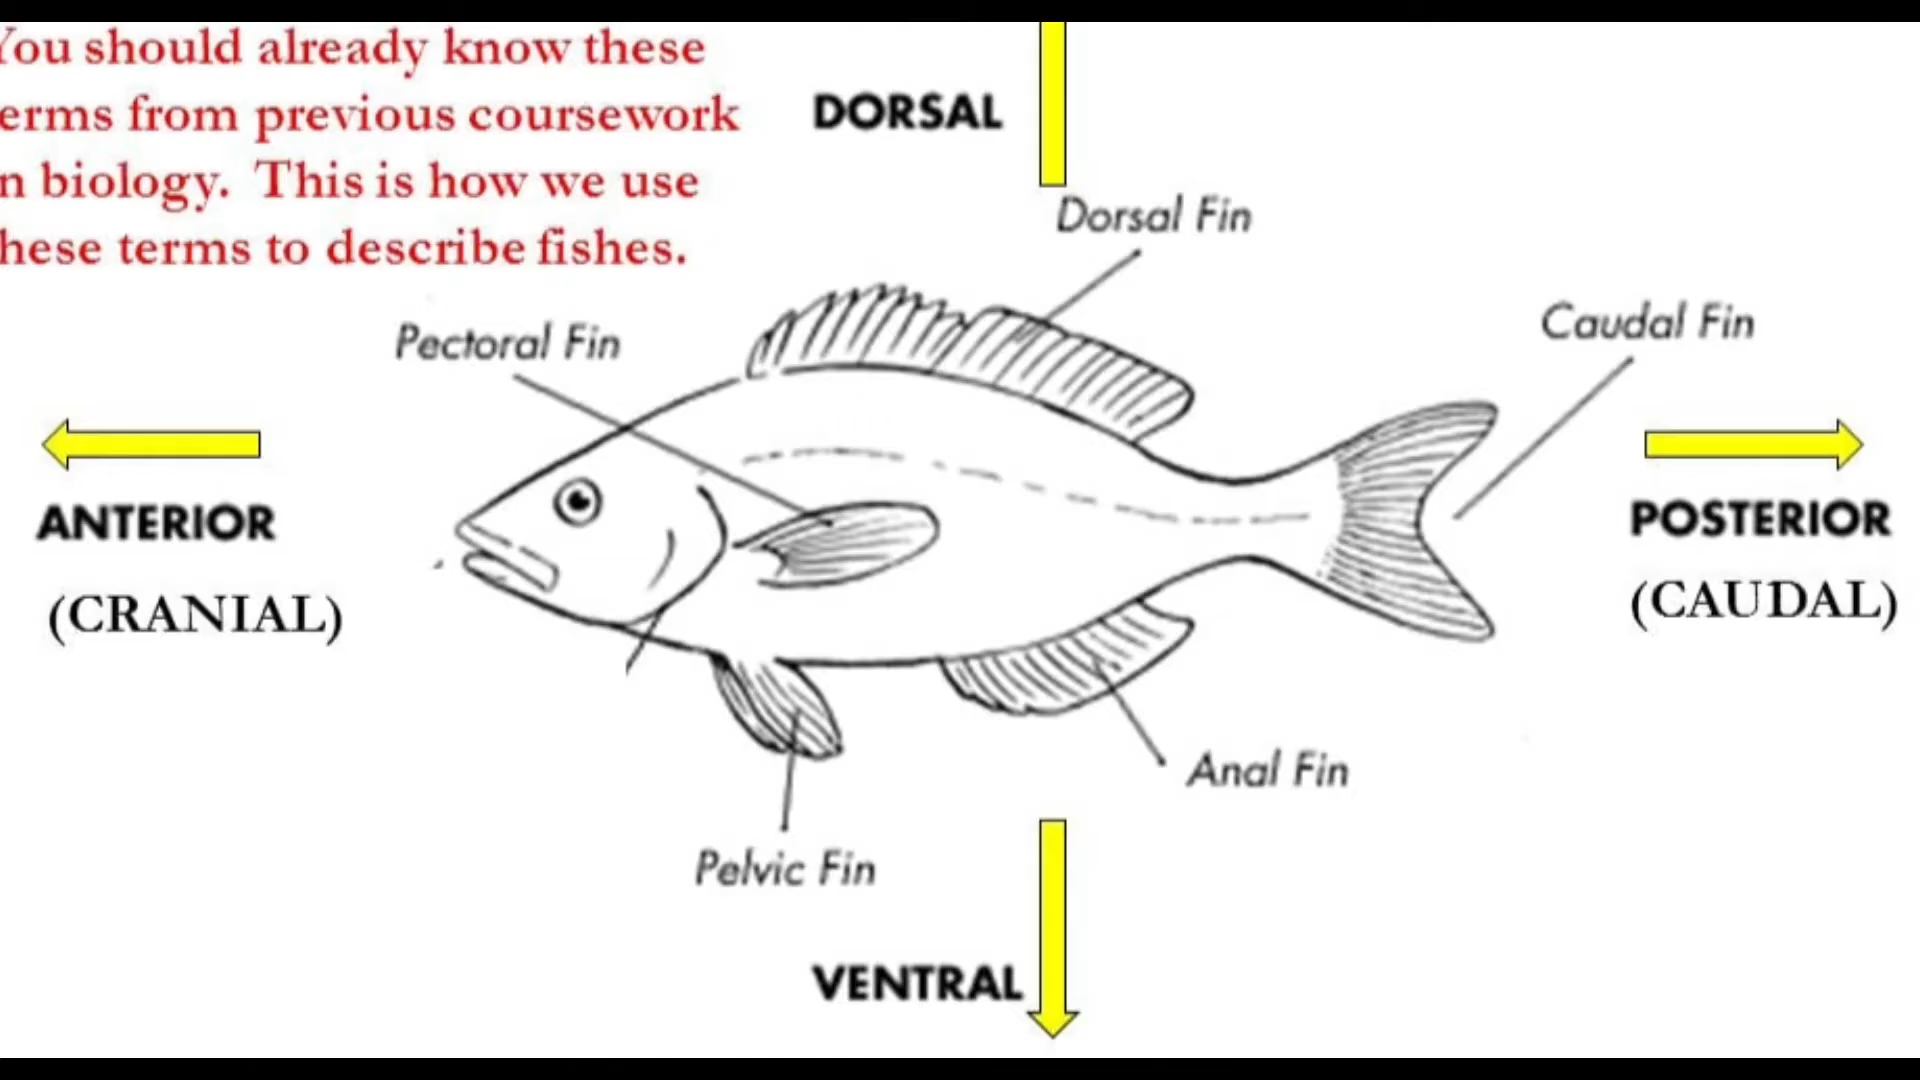 You should already know these
erms from previous coursework
n biology. This is how we use
hese terms to describe fishes.
DORSAL
Dorsal Fin
Caudal Fin
Pectoral Fin
ANTERIOR
(CRANIAL)
POSTERIOR
(CAUDAL)
Anal Fin
Pelvic Fin
VENTRAL